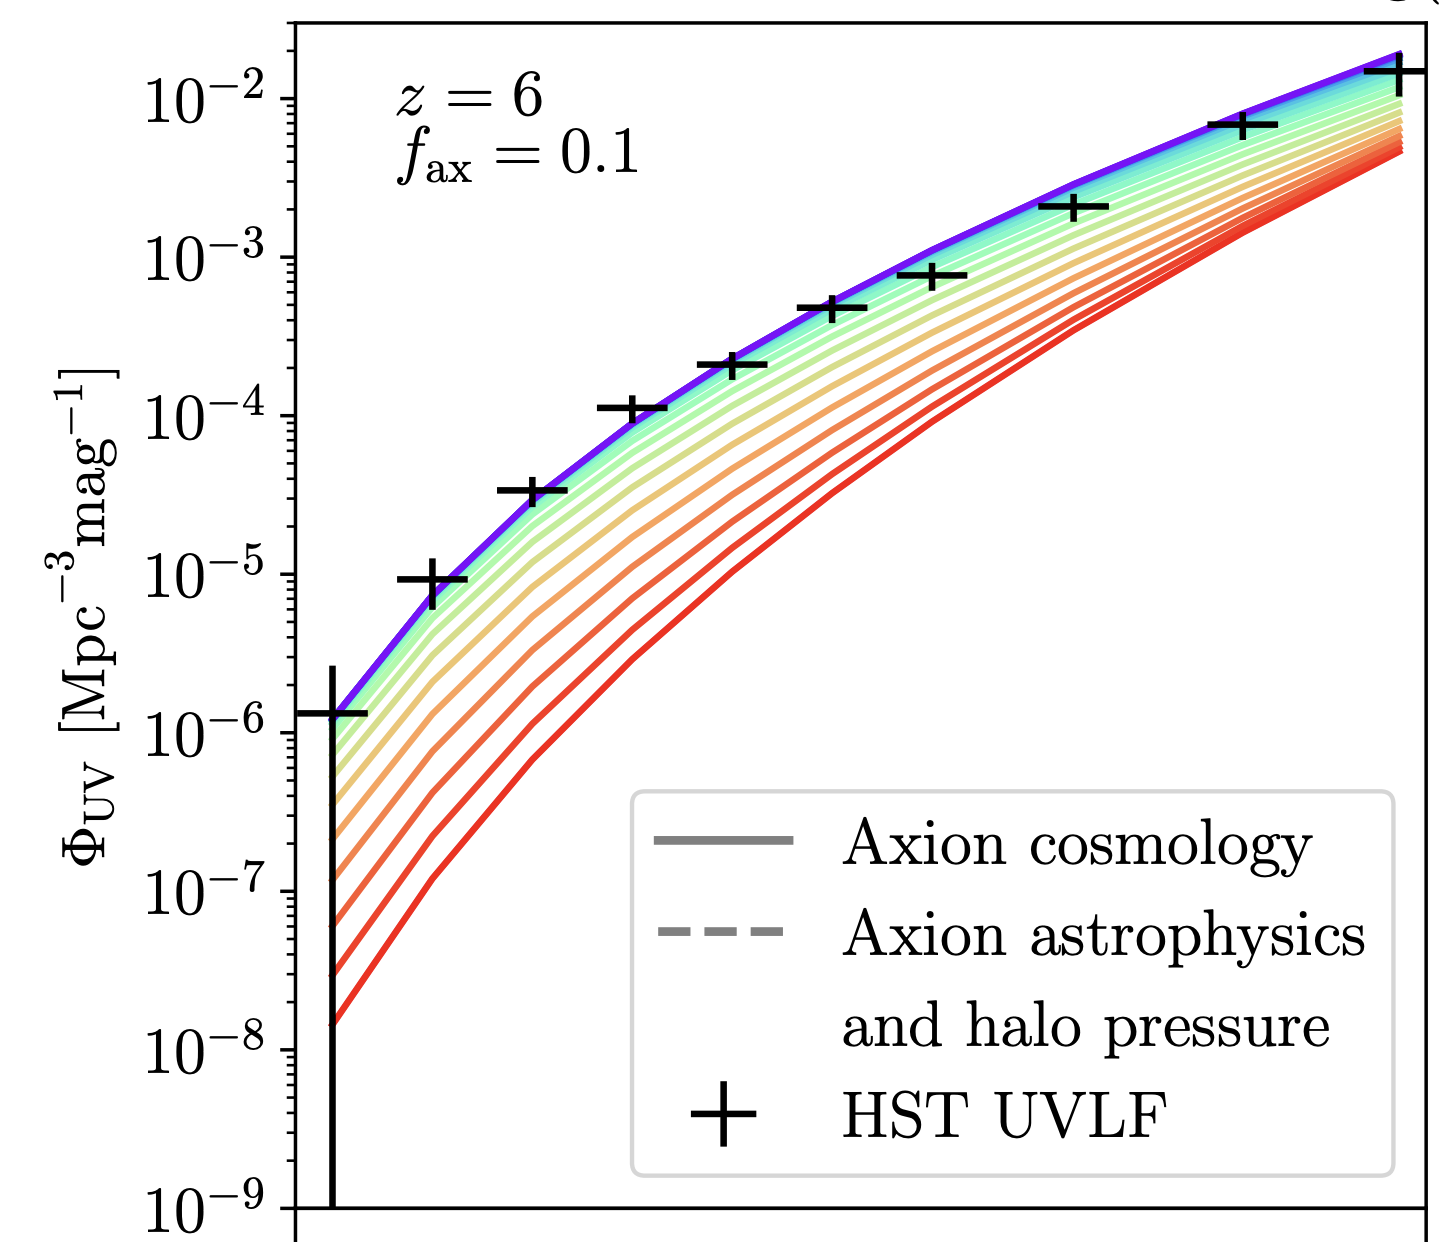 z = 6
f_ax = 0.1
10^−2
10^−3
10^−4
10^−5
10^−6
10^−7
10^−8
10^−9
Φ_UV [Mpc^−3 mag^−1]
Axion cosmology
Axion astrophysics
and halo pressure
HST UVLF